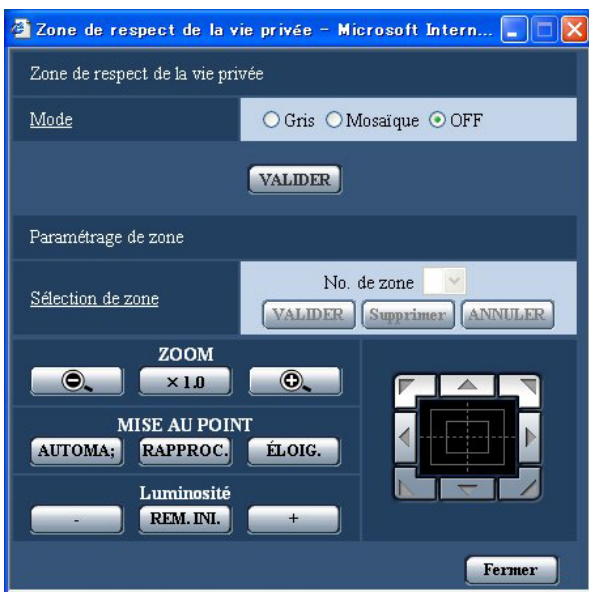 Zone de respect de la vie privée - Microsoft Intern...
Zone de respect de la vie privée
Mode
Gris Mosaïque OFF
VALIDER
Paramétrage de zone
Sélection de zone
No. de zone
VALIDER Supprimer ANNULER
ZOOM
×1.0
MISE AU POINT
AUTOMA; RAPPROC. ÉLOIG.
Luminosité
- REM. INI. +
Fermer